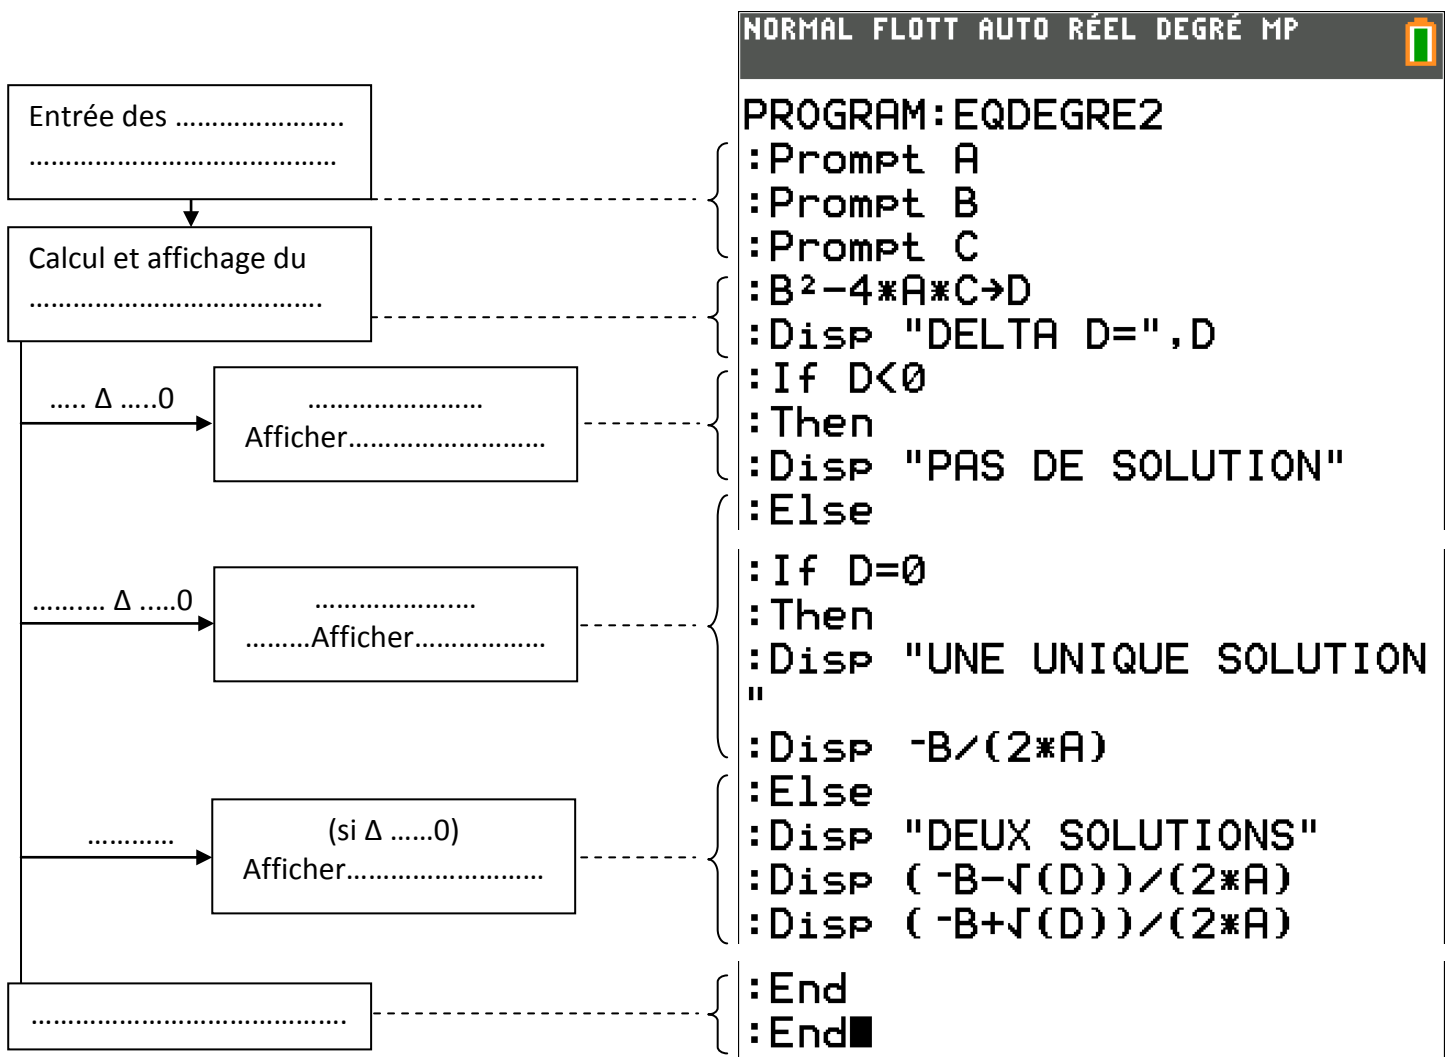 Entrée des ......................
........................................
Calcul et affichage du
......................................
..... Δ .....0
........................
Afficher...........................
.......... Δ .....0
......................
.........Afficher..................
............
(si Δ ......0)
Afficher...........................
...........................................
NORMAL FLOTT AUTO RÉEL DEGRÉ MP
PROGRAM:EQDEGRE2
:Prompt A
:Prompt B
:Prompt C
:B²-4*A*C→D
:Disp "DELTA D=",D
:If D<0
:Then
:Disp "PAS DE SOLUTION"
:Else
:If D=0
:Then
:Disp "UNE UNIQUE SOLUTION
"
:Disp -B/(2*A)
:Else
:Disp "DEUX SOLUTIONS"
:Disp (-B-√(D))/(2*A)
:Disp (-B+√(D))/(2*A)
:End
:End